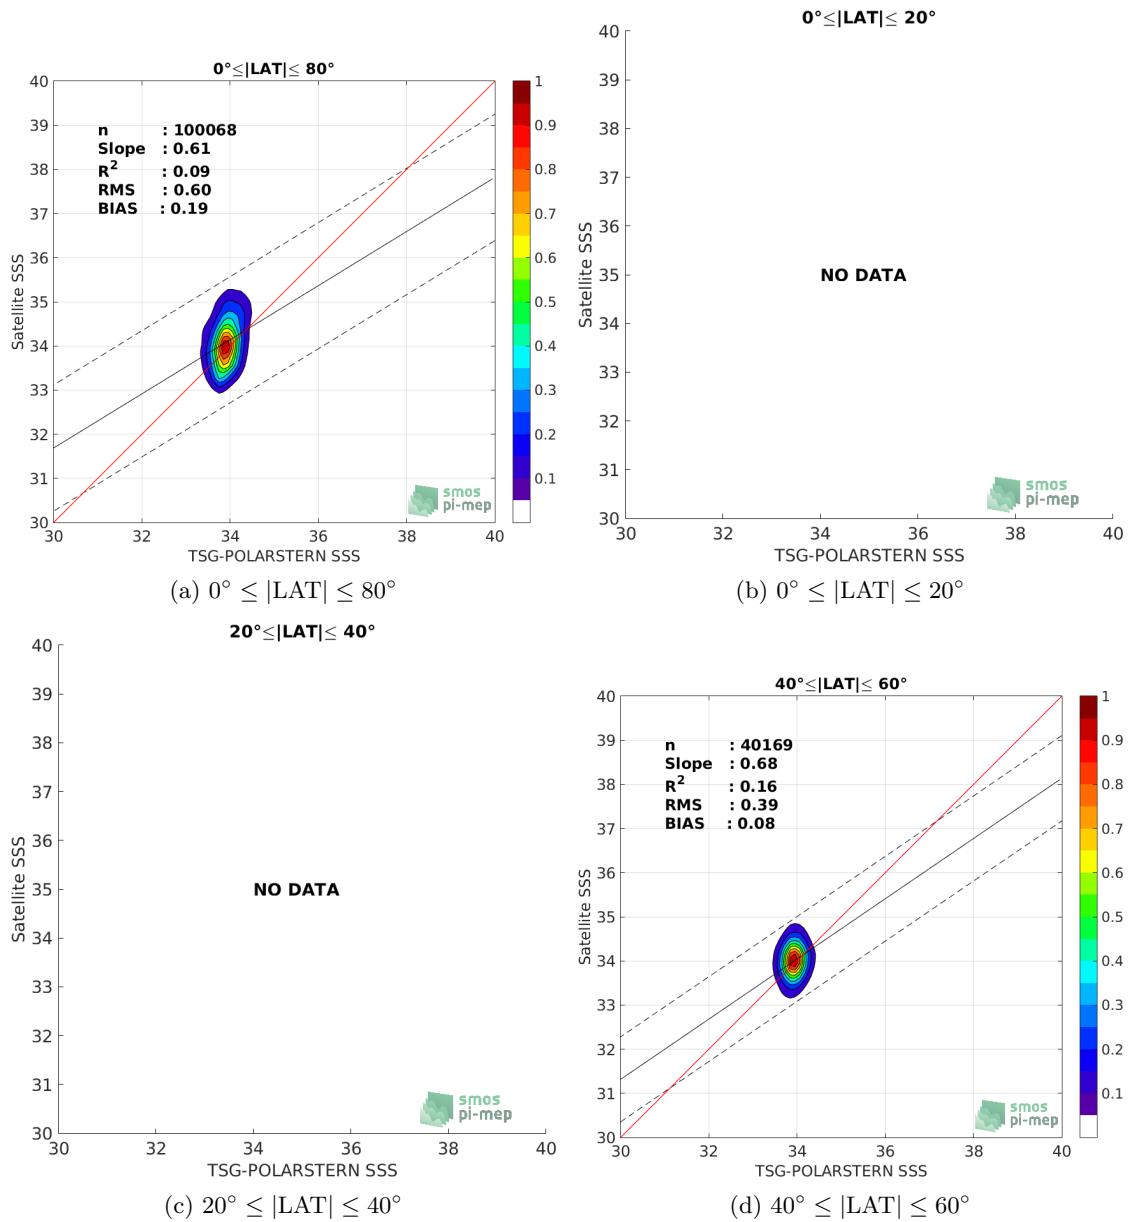 0°≤|LAT|≤ 80°
n : 100068
Slope : 0.61
R² : 0.09
RMS : 0.60
BIAS : 0.19
40
39
38
37
36
35
34
33
32
31
30
30 32 34 36 38 40
Satellite SSS
TSG-POLARSTERN SSS
1
0.9
0.8
0.7
0.6
0.5
0.4
0.3
0.2
0.1
smos
pi-mep
(a) 0° ≤ |LAT| ≤ 80°
0°≤|LAT|≤ 20°
40
39
38
37
36
35
34
33
32
31
30
30 32 34 36 38 40
Satellite SSS
NO DATA
TSG-POLARSTERN SSS
smos
pi-mep
(b) 0° ≤ |LAT| ≤ 20°
20°≤|LAT|≤ 40°
40
39
38
37
36
35
34
33
32
31
30
30 32 34 36 38 40
Satellite SSS
NO DATA
TSG-POLARSTERN SSS
smos
pi-mep
(c) 20° ≤ |LAT| ≤ 40°
40°≤|LAT|≤ 60°
n : 40169
Slope : 0.68
R² : 0.16
RMS : 0.39
BIAS : 0.08
40
39
38
37
36
35
34
33
32
31
30
30 32 34 36 38 40
Satellite SSS
TSG-POLARSTERN SSS
1
0.9
0.8
0.7
0.6
0.5
0.4
0.3
0.2
0.1
smos
pi-mep
(d) 40° ≤ |LAT| ≤ 60°